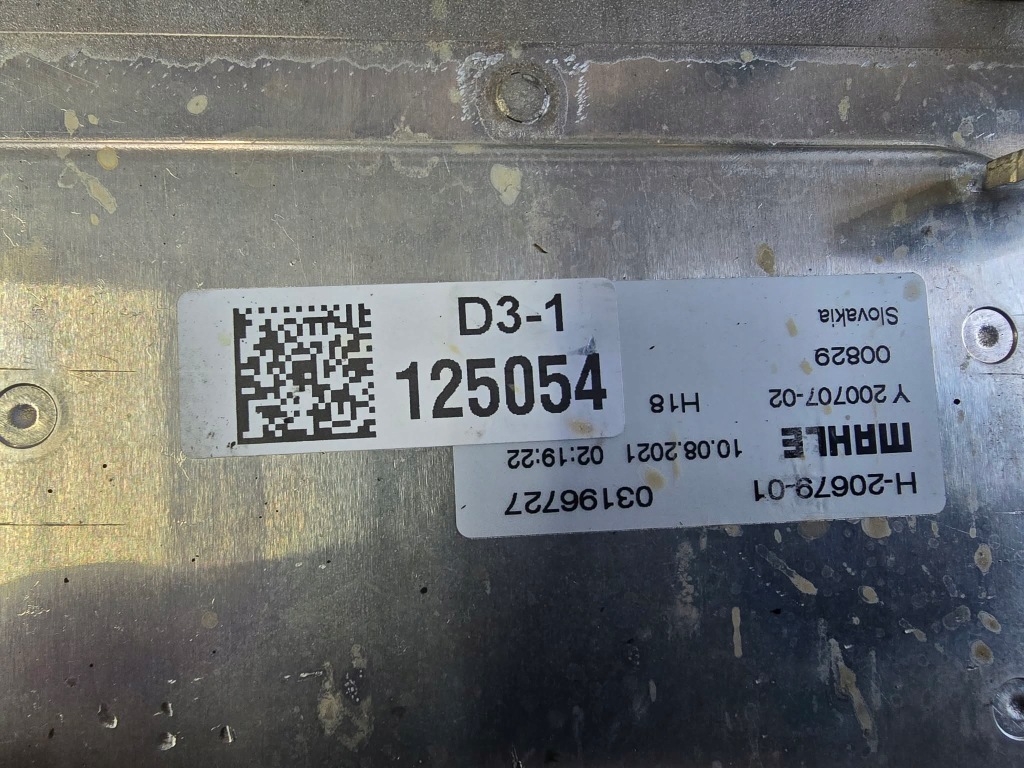 D3-1
125054
H-20679-01 03196727
MAHLE 10.08.2021 02:19:22
Y 200707-02 H18
00829
Slovakia